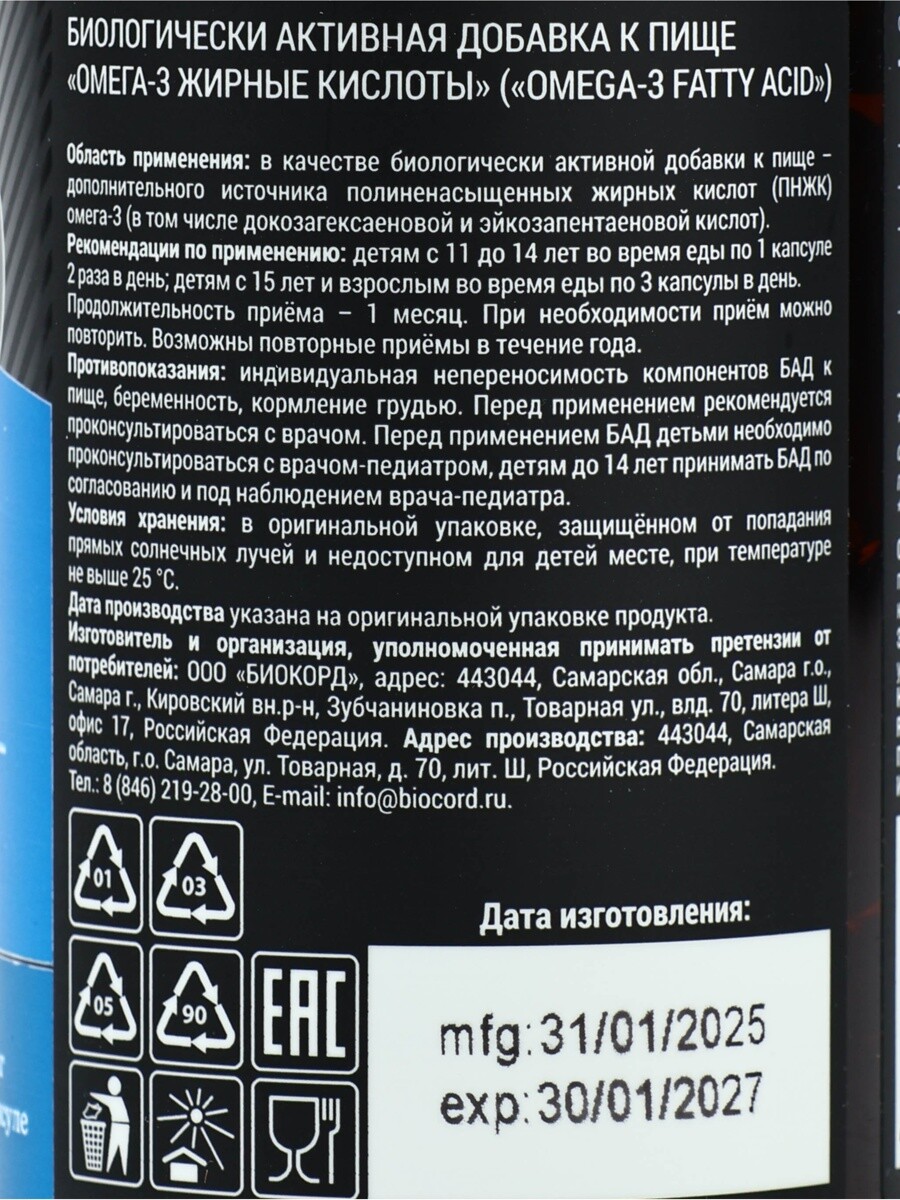 БИОЛОГИЧЕСКИ АКТИВНАЯ ДОБАВКА К ПИЩЕ
«ОМЕГА-3 ЖИРНЫЕ КИСЛОТЫ» («OMEGA-3 FATTY ACID»)
Область применения: в качестве биологически активной добавки к пище –
дополнительного источника полиненасыщенных жирных кислот (ПНЖК)
омега-3 (в том числе докозагексаеновой и эйкозапентаеновой кислот).
Рекомендации по применению: детям с 11 до 14 лет во время еды по 1 капсуле
2 раза в день; детям с 15 лет и взрослым во время еды по 3 капсулы в день.
Продолжительность приёма – 1 месяц. При необходимости приём можно
повторить. Возможны повторные приёмы в течение года.
Противопоказания: индивидуальная непереносимость компонентов БАД к
пище, беременность, кормление грудью. Перед применением рекомендуется
проконсультироваться с врачом. Перед применением БАД детьми необходимо
проконсультироваться с врачом-педиатром, детям до 14 лет принимать БАД по
согласованию и под наблюдением врача-педиатра.
Условия хранения: в оригинальной упаковке, защищённом от попадания
прямых солнечных лучей и недоступном для детей месте, при температуре
не выше 25 °С.
Дата производства указана на оригинальной упаковке продукта.
Изготовитель и организация, уполномоченная принимать претензии от
потребителей: ООО «БИОКОРД», адрес: 443044, Самарская обл., Самара г.о.,
Самара г., Кировский вн.р-н, Зубчаниновка п., Товарная ул., влд. 70, литера Ш,
офис 17, Российская Федерация. Адрес производства: 443044, Самарская
область, г.о. Самара, ул. Товарная, д. 70, лит. Ш, Российская Федерация.
Тел.: 8 (846) 219-28-00, E-mail: info@biocord.ru.
01 03
05 90 EAC
Дата изготовления:
mfg: 31/01/2025
exp: 30/01/2027